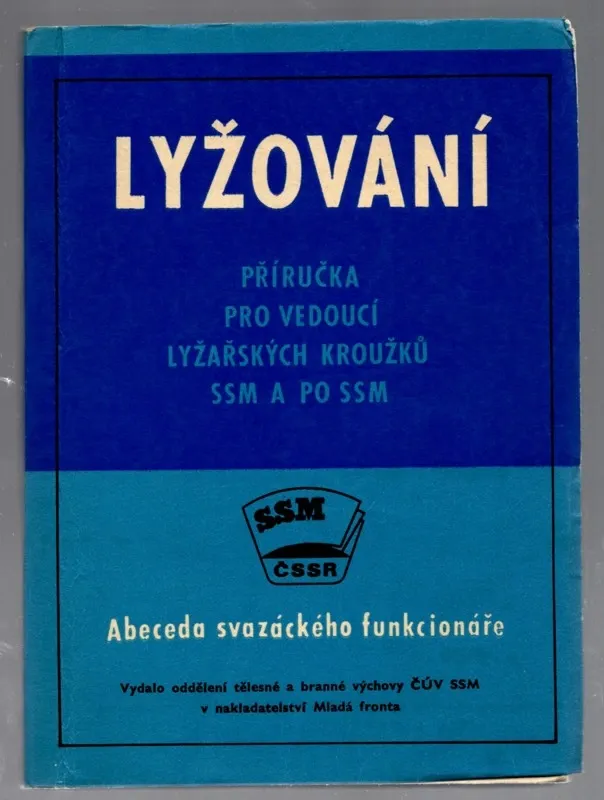 LYŽOVÁNÍ
PŘÍRUČKA
PRO VEDOUCÍ
LYŽAŘSKÝCH KROUŽKŮ
SSM A PO SSM
SSM
ČSSR
Abeceda svazáckého funkcionáře
Vydalo oddělení tělesné a branné výchovy ČÚV SSM
v nakladatelství Mladá fronta